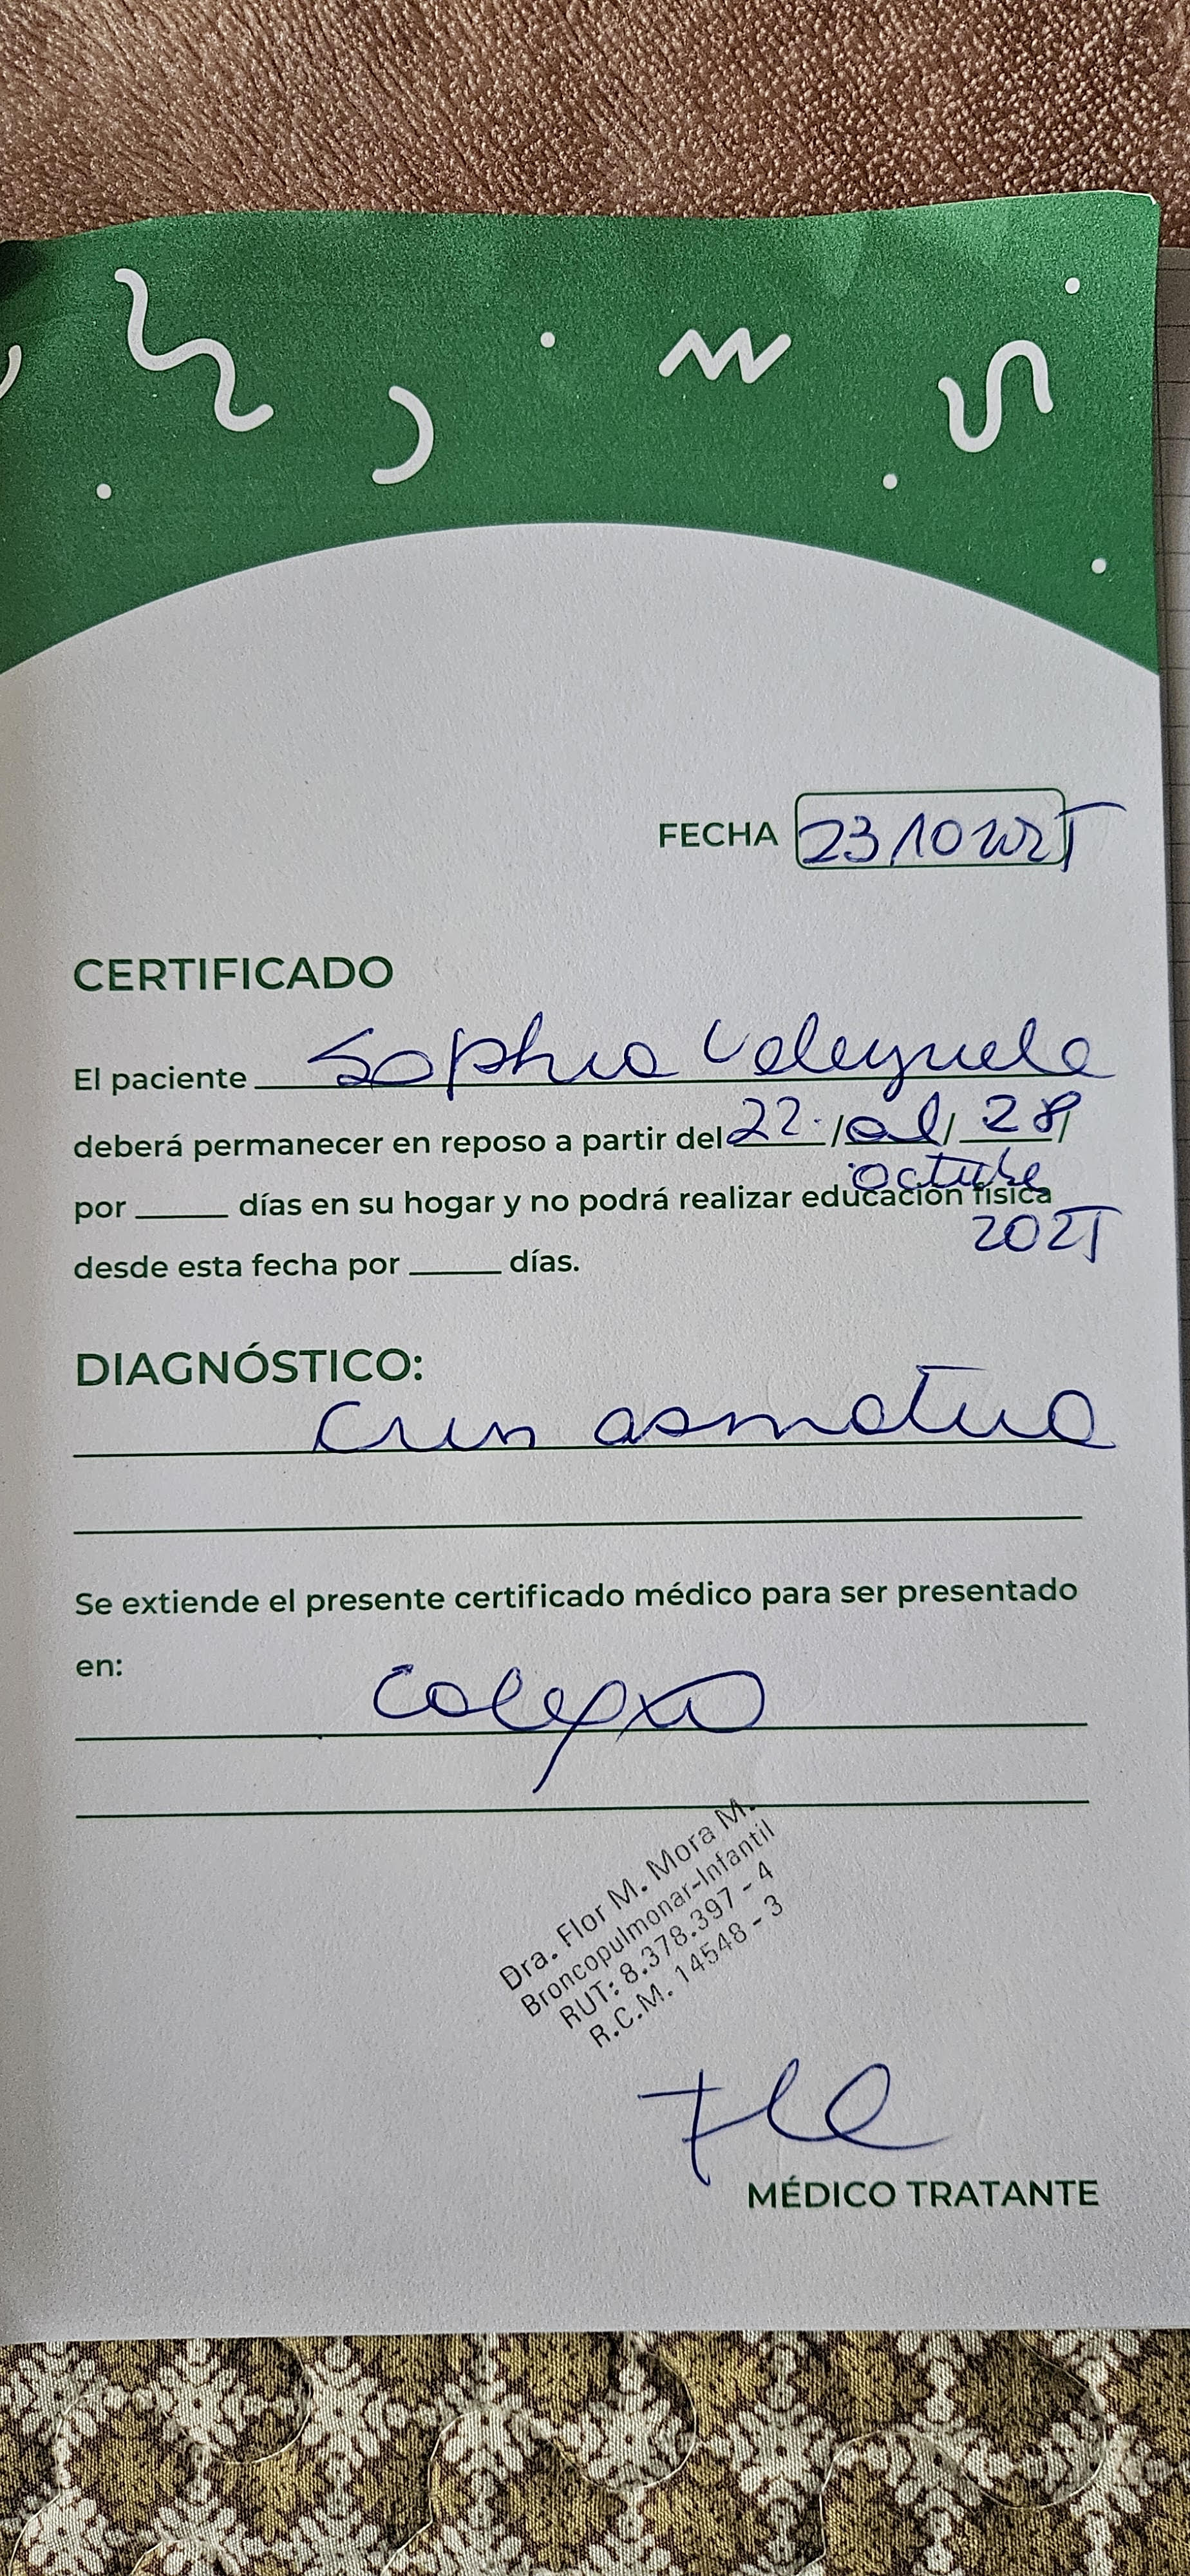 FECHA 23/10 2025
CERTIFICADO
El paciente Sophia Valenzuela
deberá permanecer en reposo a partir del 22 / al / 28 /
octubre
por _____ días en su hogar y no podrá realizar educación física
2025
desde esta fecha por _____ días.
DIAGNÓSTICO:
Crisis asmatica
Se extiende el presente certificado médico para ser presentado
en:
Colegio
Dra. Flor M. Mora M.
Broncopulmonar-Infantil
RUT: 8.378.397 - 4
R.C.M. 14548 - 3
MÉDICO TRATANTE